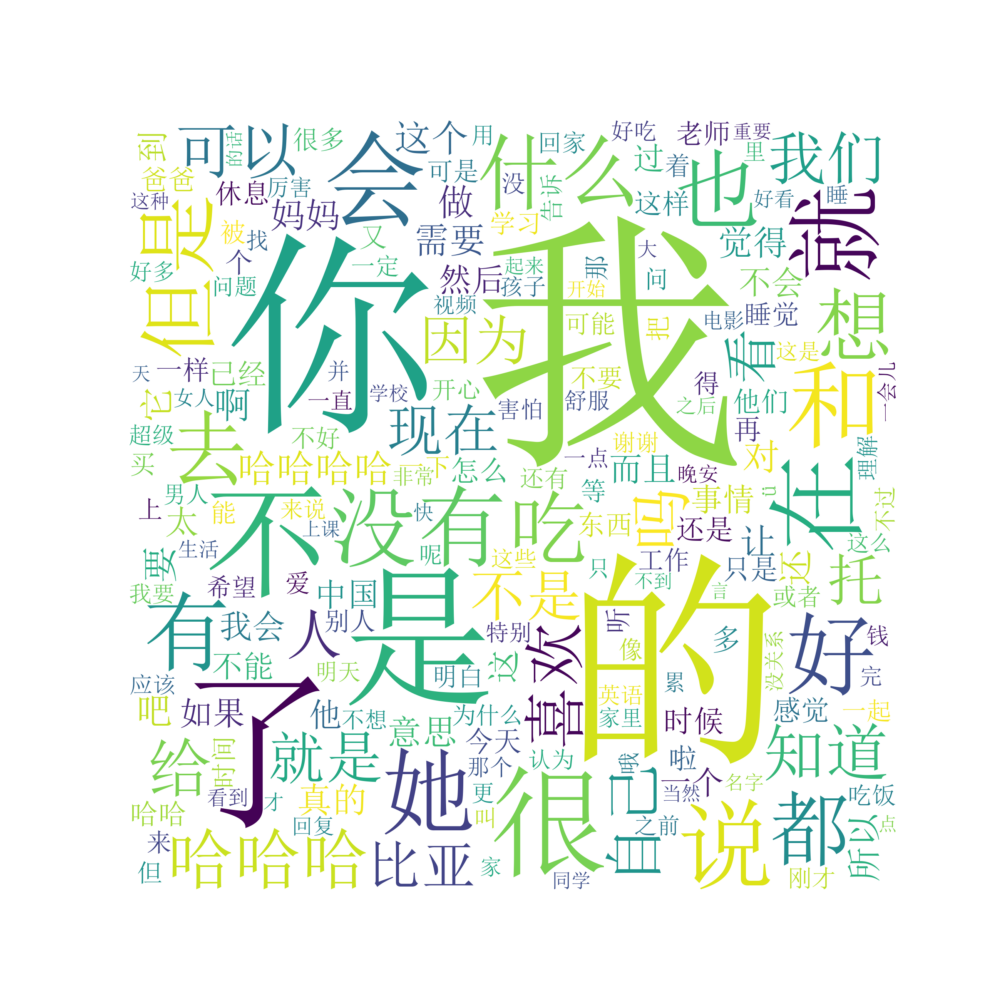 到
的话
很多
可以
会
这个
用
回家
好吃
老师
重要
爸爸
这种
休息
厉害
妈妈
可是
做
没
什么
告诉
过
着
里
也
我们
好看
睡
就
但是
被
找
个
又
需要
学习
这样
觉得
好多
问题
一定
然后
起来
孩子
那
大
问
不会
你
我
视频
开始
可能
把
电影
睡觉
想
天
一样
已经
并
因为
这是
一会儿
它
女人
啊
一直
学校
开心
害怕
舒服
不要
得
之后
看
他们
和
超级
去
不好
现在
谢谢
再
买
哈哈哈哈
非常
下
怎么
一点
而且
晚安
对
理解
男人
能
来说
还有
等
在
u
不过
上
太
不
上课
没有
快
吃
东西
吗
事情
还是
生活
要
呢
这些
只
工作
让
只是
还
这么
我要
希望
爱
中国
是
不是
不到
的
言
托
或者
有
我会
人
别人
特别
喜欢
听
多
好
钱
不能
明天
明白
这
像
没关系
完
应该
了
累
英语
家里
吧
如果
他
不想
意思
为什么
时候
感觉
一起
给
时间
就是
今天
那个
她
很
认为
哦
自己
啦
一个
知道
看到
才
真的
更
当然
名字
说
都
吃饭
哈哈
回复
叫
之前
所以
点
来
但
哈哈哈
比亚
家
同学
刚才